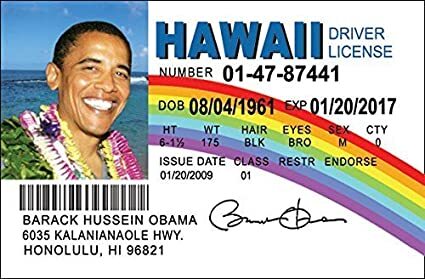 HAWAII DRIVER
LICENSE
NUMBER 01-47-87441
DOB 08/04/1961 EXP 01/20/2017
HT WT HAIR EYES SEX CTY
6-1½ 175 BLK BRO M 0
ISSUE DATE CLASS RESTR ENDORSE
01/20/2009 01
BARACK HUSSEIN OBAMA
6035 KALANIANAOLE HWY.
HONOLULU, HI 96821